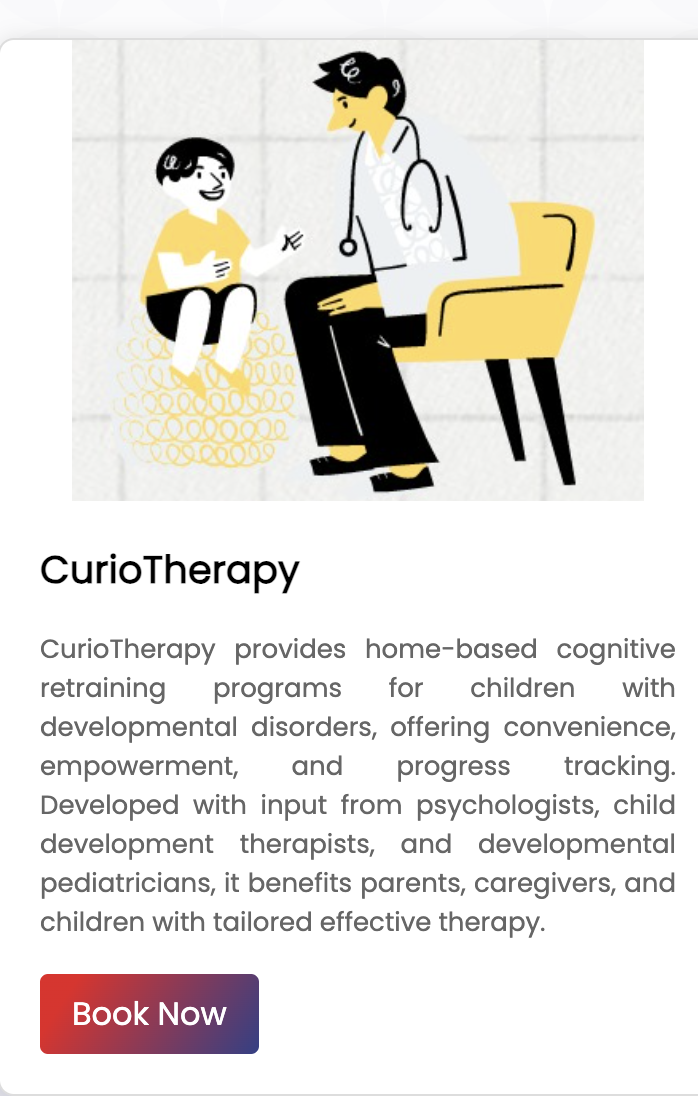 CurioTherapy
CurioTherapy provides home-based cognitive
retraining programs for children with
developmental disorders, offering convenience,
empowerment, and progress tracking.
Developed with input from psychologists, child
development therapists, and developmental
pediatricians, it benefits parents, caregivers, and
children with tailored effective therapy.
Book Now